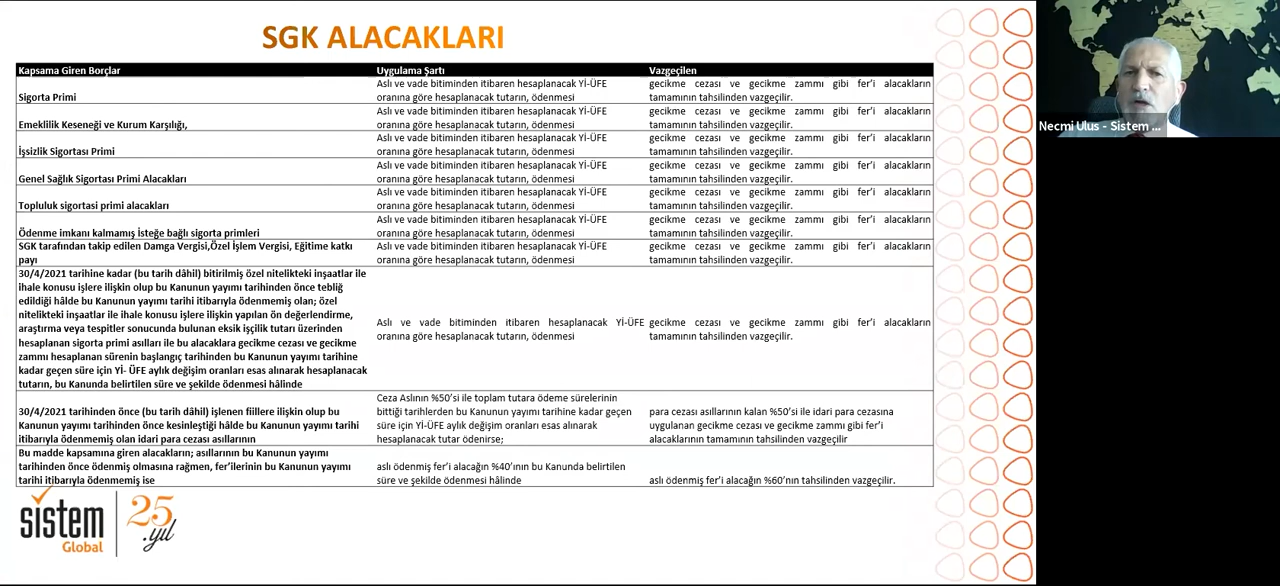 SGK ALACAKLARI
Kapsama Giren Borçlar
Uygulama Şartı
Vazgeçilen
Sigorta Primi
Aslı ve vade bitiminden itibaren hesaplanacak Yİ-ÜFE
oranına göre hesaplanacak tutarın, ödenmesi
gecikme cezası ve gecikme zammı gibi fer'i alacakların
tamamının tahsilinden vazgeçilir.
Emeklilik Keseneği ve Kurum Karşılığı,
Aslı ve vade bitiminden itibaren hesaplanacak Yİ-ÜFE
oranına göre hesaplanacak tutarın, ödenmesi
gecikme cezası ve gecikme zammı gibi fer'i alacakların
tamamının tahsilinden vazgeçilir.
İşsizlik Sigortası Primi
Aslı ve vade bitiminden itibaren hesaplanacak Yİ-ÜFE
oranına göre hesaplanacak tutarın, ödenmesi
gecikme cezası ve gecikme zammı gibi fer'i alacakların
tamamının tahsilinden vazgeçilir.
Genel Sağlık Sigortası Primi Alacakları
Aslı ve vade bitiminden itibaren hesaplanacak Yİ-ÜFE
oranına göre hesaplanacak tutarın, ödenmesi
gecikme cezası ve gecikme zammı gibi fer'i alacakların
tamamının tahsilinden vazgeçilir.
Topluluk sigortasi primi alacakları
Aslı ve vade bitiminden itibaren hesaplanacak Yİ-ÜFE
oranına göre hesaplanacak tutarın, ödenmesi
gecikme cezası ve gecikme zammı gibi fer'i alacakların
tamamının tahsilinden vazgeçilir.
Ödenme imkanı kalmamış İsteğe bağlı sigorta primleri
Aslı ve vade bitiminden itibaren hesaplanacak Yİ-ÜFE
oranına göre hesaplanacak tutarın, ödenmesi
gecikme cezası ve gecikme zammı gibi fer'i alacakların
tamamının tahsilinden vazgeçilir.
SGK tarafından takip edilen Damga Vergisi,Özel İşlem Vergisi, Eğitime katkı
payı
Aslı ve vade bitiminden itibaren hesaplanacak Yİ-ÜFE
oranına göre hesaplanacak tutarın, ödenmesi
gecikme cezası ve gecikme zammı gibi fer'i alacakların
tamamının tahsilinden vazgeçilir.
30/4/2021 tarihine kadar (bu tarih dâhil) bitirilmiş özel nitelikteki inşaatlar ile
ihale konusu işlere ilişkin olup bu Kanunun yayımı tarihinden önce tebliğ
edildiği hâlde bu Kanunun yayımı tarihi itibarıyla ödenmemiş olan; özel
nitelikteki inşaatlar ile ihale konusu işlere ilişkin yapılan ön değerlendirme,
araştırma veya tespitler sonucunda bulunan eksik işçilik tutarı üzerinden
hesaplanan sigorta primi asılları ile bu alacaklara gecikme cezası ve gecikme
zammı hesaplanan sürenin başlangıç tarihinden bu Kanunun yayımı tarihine
kadar geçen süre için Yİ- ÜFE aylık değişim oranları esas alınarak hesaplanacak
tutarın, bu Kanunda belirtilen süre ve şekilde ödenmesi hâlinde
Aslı ve vade bitiminden itibaren hesaplanacak Yİ-ÜFE
oranına göre hesaplanacak tutarın, ödenmesi
gecikme cezası ve gecikme zammı gibi fer'i alacakların
tamamının tahsilinden vazgeçilir.
30/4/2021 tarihinden önce (bu tarih dâhil) işlenen fiillere ilişkin olup bu
Kanunun yayımı tarihinden önce kesinleştiği hâlde bu Kanunun yayımı tarihi
itibarıyla ödenmemiş olan idari para cezası asıllarının
Ceza Aslının %50'si ile toplam tutara ödeme sürelerinin
bittiği tarihlerden bu Kanunun yayımı tarihine kadar geçen
süre için Yİ-ÜFE aylık değişim oranları esas alınarak
hesaplanacak tutar ödenirse;
para cezası asıllarının kalan %50'si ile idari para cezasına
uygulanan gecikme cezası ve gecikme zammı gibi fer'i
alacaklarının tamamının tahsilinden vazgeçilir
Bu madde kapsamına giren alacakların; asıllarının bu Kanunun yayımı
tarihinden önce ödenmiş olmasına rağmen, fer'ilerinin bu Kanunun yayımı
tarihi itibarıyla ödenmemiş ise
aslı ödenmiş fer'i alacağın %40'ının bu Kanunda belirtilen
süre ve şekilde ödenmesi hâlinde
aslı ödenmiş fer'i alacağın %60'nın tahsilinden vazgeçilir.
sistem
Global
25
.yıl
Necmi Ulus - Sistem ...